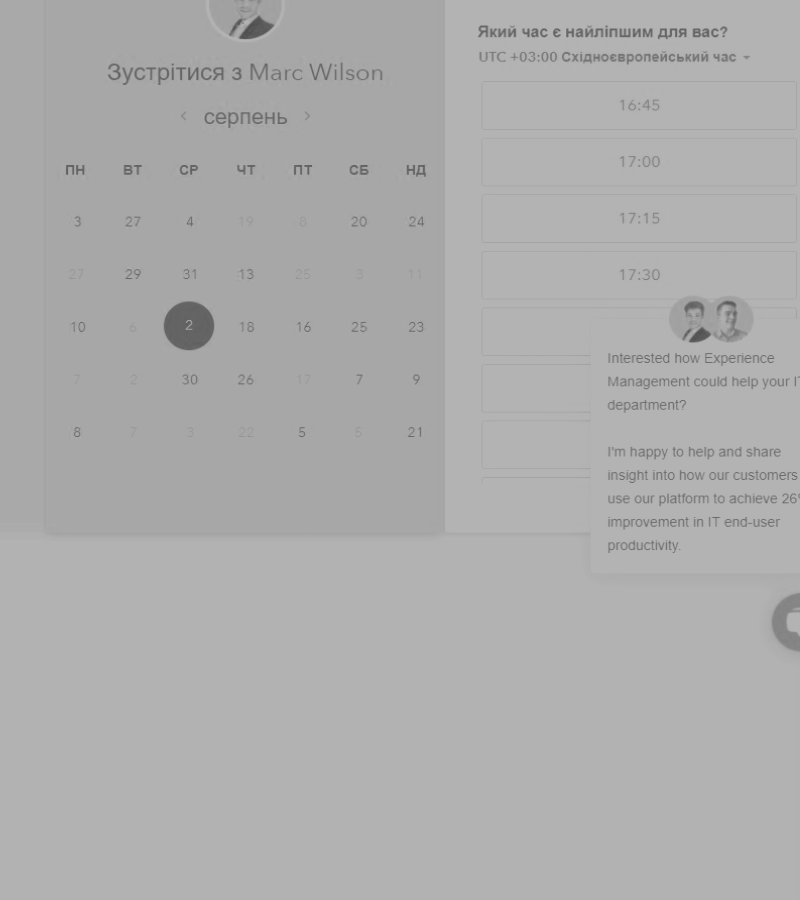 Зустрітися з Marc Wilson
серпень
ПН ВТ СР ЧТ ПТ СБ НД
3 27 4 19 8 20 24
27 29 31 13 25 3 11
10 6 2 18 16 25 23
7 2 30 26 17 7 9
8 7 3 22 5 5 21
Який час є найліпшим для вас?
UTC +03:00 Східноєвропейський час
16:45
17:00
17:15
17:30
Interested how Experience
Management could help your IT
department?
I'm happy to help and share
insight into how our customers
use our platform to achieve 26%
improvement in IT end-user
productivity.